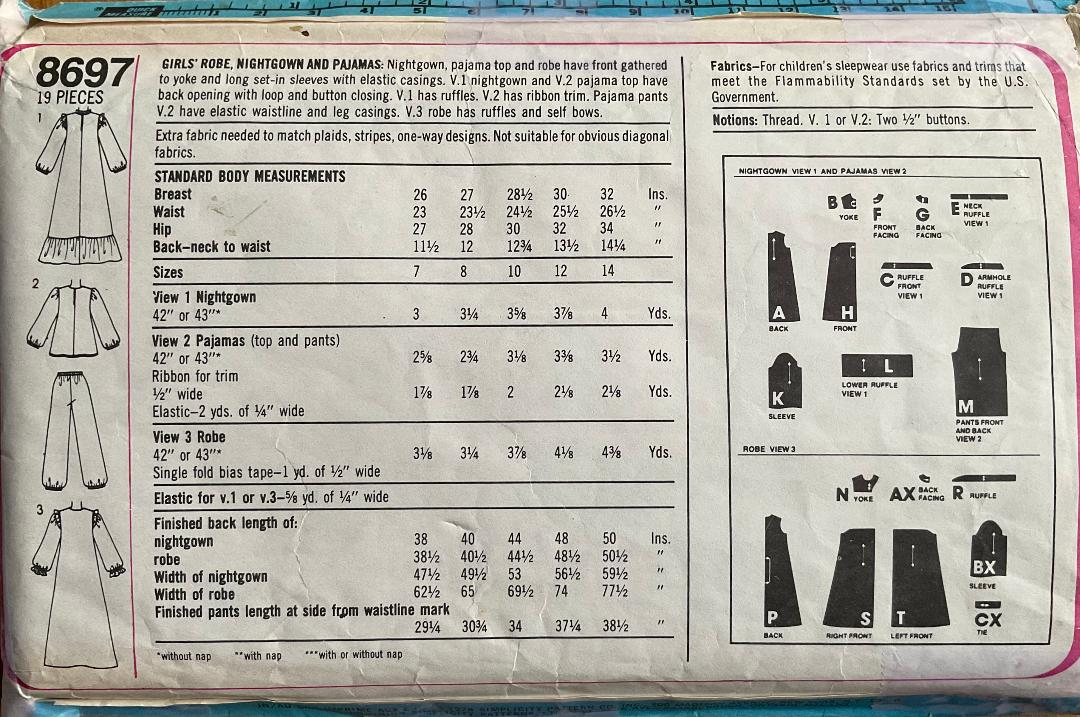 QUICK MEASURE
8697
19 PIECES
1
2
3
GIRLS' ROBE, NIGHTGOWN AND PAJAMAS: Nightgown, pajama top and robe have front gathered
to yoke and long set-in sleeves with elastic casings. V.1 nightgown and V.2 pajama top have
back opening with loop and button closing. V.1 has ruffles. V.2 has ribbon trim. Pajama pants
V.2 have elastic waistline and leg casings. V.3 robe has ruffles and self bows.
Extra fabric needed to match plaids, stripes, one-way designs. Not suitable for obvious diagonal
fabrics.
STANDARD BODY MEASUREMENTS
Breast 26 27 28½ 30 32 Ins.
Waist 23 23½ 24½ 25½ 26½ "
Hip 27 28 30 32 34 "
Back–neck to waist 11½ 12 12¾ 13½ 14¼ "
Sizes 7 8 10 12 14
View 1 Nightgown
42" or 43"* 3 3¼ 3⅝ 3⅞ 4 Yds.
View 2 Pajamas (top and pants)
42" or 43"* 2⅝ 2¾ 3⅛ 3⅜ 3½ Yds.
Ribbon for trim
½" wide 1⅞ 1⅞ 2 2⅛ 2⅛ Yds.
Elastic–2 yds. of ¼" wide
View 3 Robe
42" or 43"* 3⅛ 3¼ 3⅞ 4⅛ 4⅜ Yds.
Single fold bias tape–1 yd. of ½" wide
Elastic for v.1 or v.3–⅝ yd. of ¼" wide
Finished back length of:
nightgown 38 40 44 48 50 Ins.
robe 38½ 40½ 44½ 48½ 50½ "
Width of nightgown 47½ 49½ 53 56½ 59½ "
Width of robe 62½ 65 69½ 74 77½ "
Finished pants length at side from waistline mark
29¼ 30¾ 34 37¼ 38½ "
*without nap **with nap ***with or without nap
Fabrics–For children's sleepwear use fabrics and trims that
meet the Flammability Standards set by the U.S.
Government.
Notions: Thread. V. 1 or V.2: Two ½" buttons.
NIGHTGOWN VIEW 1 AND PAJAMAS VIEW 2
B YOKE
F FRONT FACING
G BACK FACING
E NECK RUFFLE VIEW 1
A BACK
H FRONT
C RUFFLE FRONT VIEW 1
D ARMHOLE RUFFLE VIEW 1
K SLEEVE
L LOWER RUFFLE VIEW 1
M PANTS FRONT AND BACK VIEW 2
ROBE VIEW 3
N YOKE
AX BACK FACING
R RUFFLE
P BACK
S RIGHT FRONT
T LEFT FRONT
BX SLEEVE
CX TIE